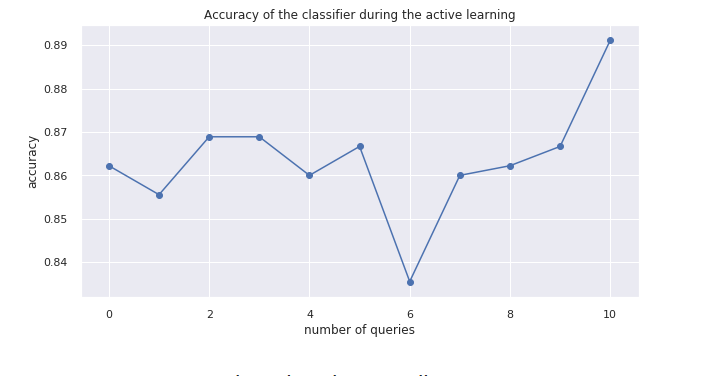 Accuracy of the classifier during the active learning
0.89
0.88
0.87
0.86
0.85
0.84
accuracy
0 2 4 6 8 10
number of queries